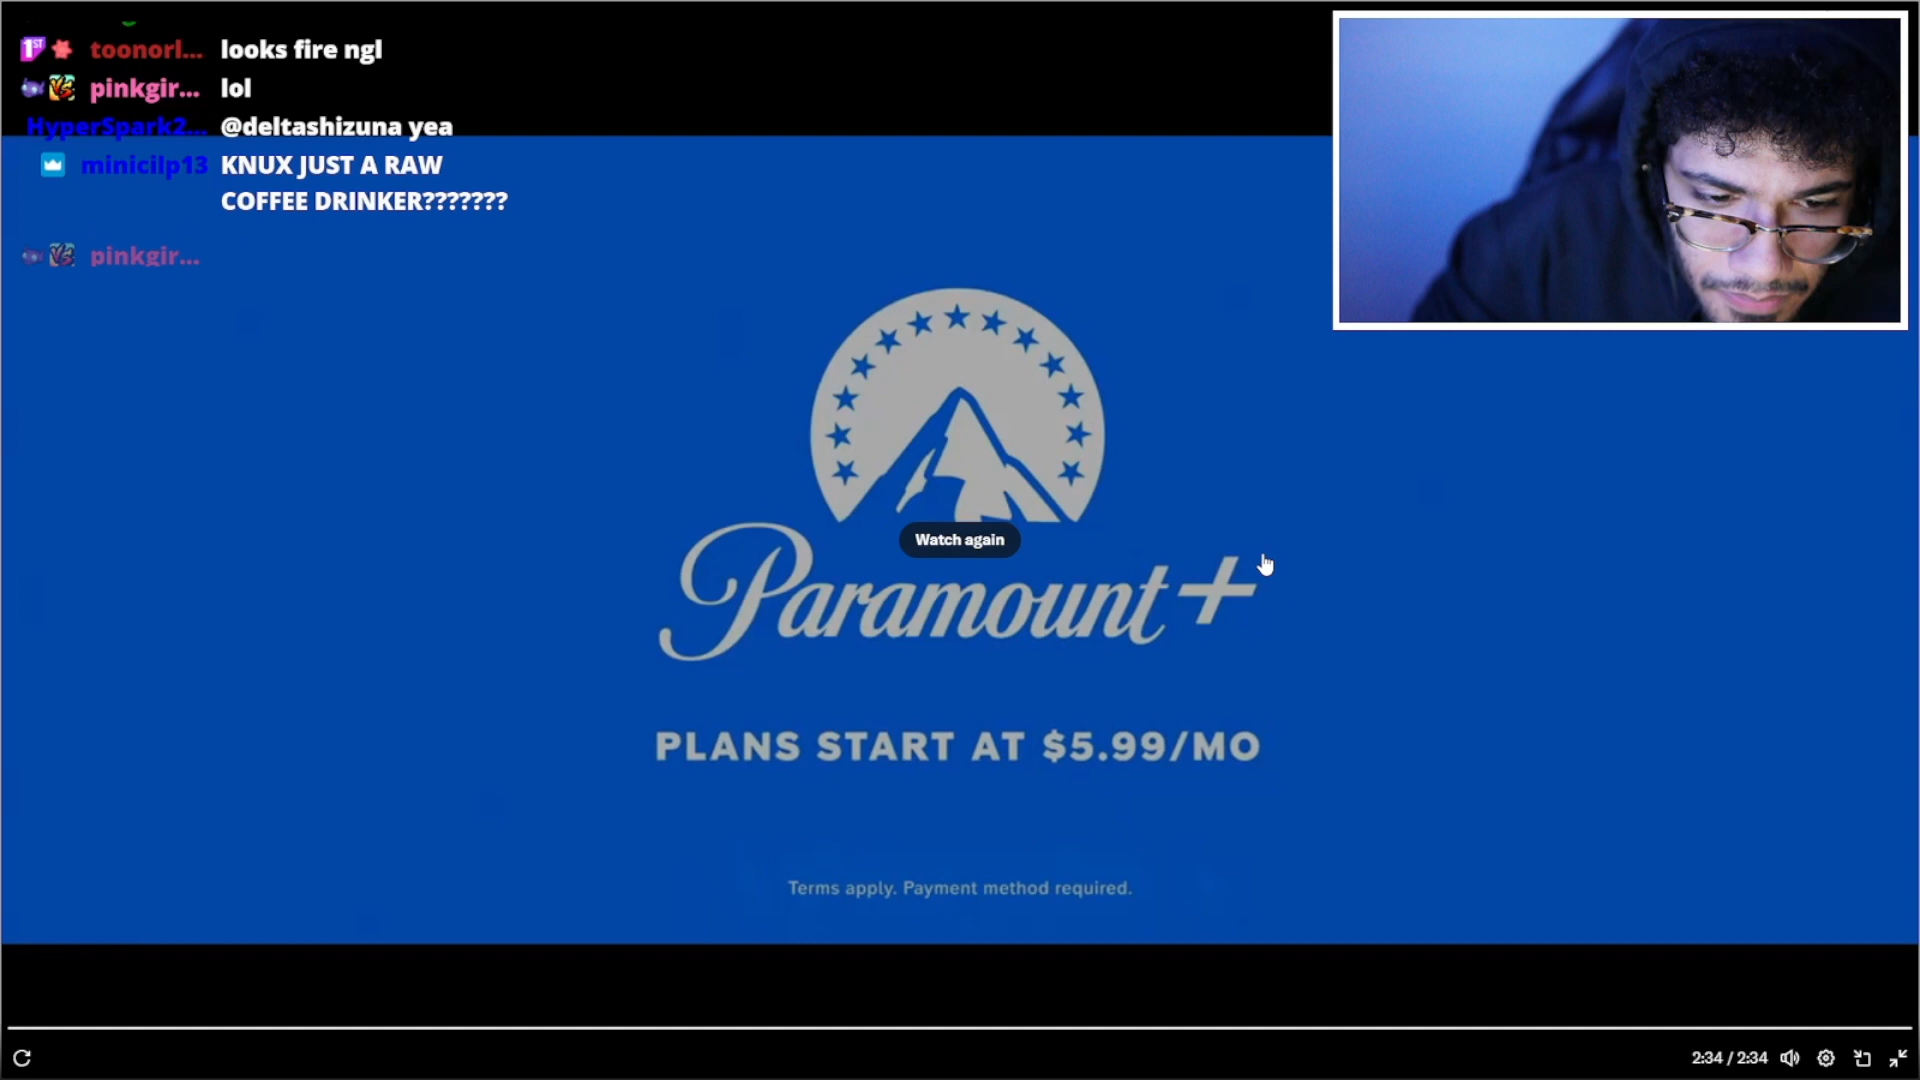 toonorl... looks fire ngl
pinkgir... lol
HyperSpark2... @deltashizuna yea
minicilp13 KNUX JUST A RAW
COFFEE DRINKER???????
pinkgir...
Watch again
Paramount+
PLANS START AT $5.99/MO
Terms apply. Payment method required.
2:34 / 2:34